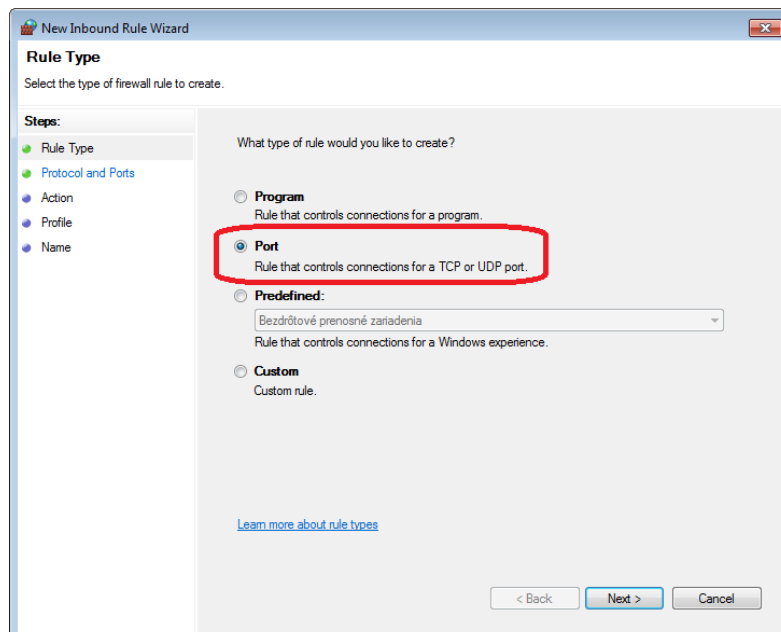 New Inbound Rule Wizard
Rule Type
Select the type of firewall rule to create.
Steps:
Rule Type
Protocol and Ports
Action
Profile
Name
What type of rule would you like to create?
Program
Rule that controls connections for a program.
Port
Rule that controls connections for a TCP or UDP port.
Predefined:
Bezdrôtové prenosné zariadenia
Rule that controls connections for a Windows experience.
Custom
Custom rule.
Learn more about rule types
< Back Next > Cancel